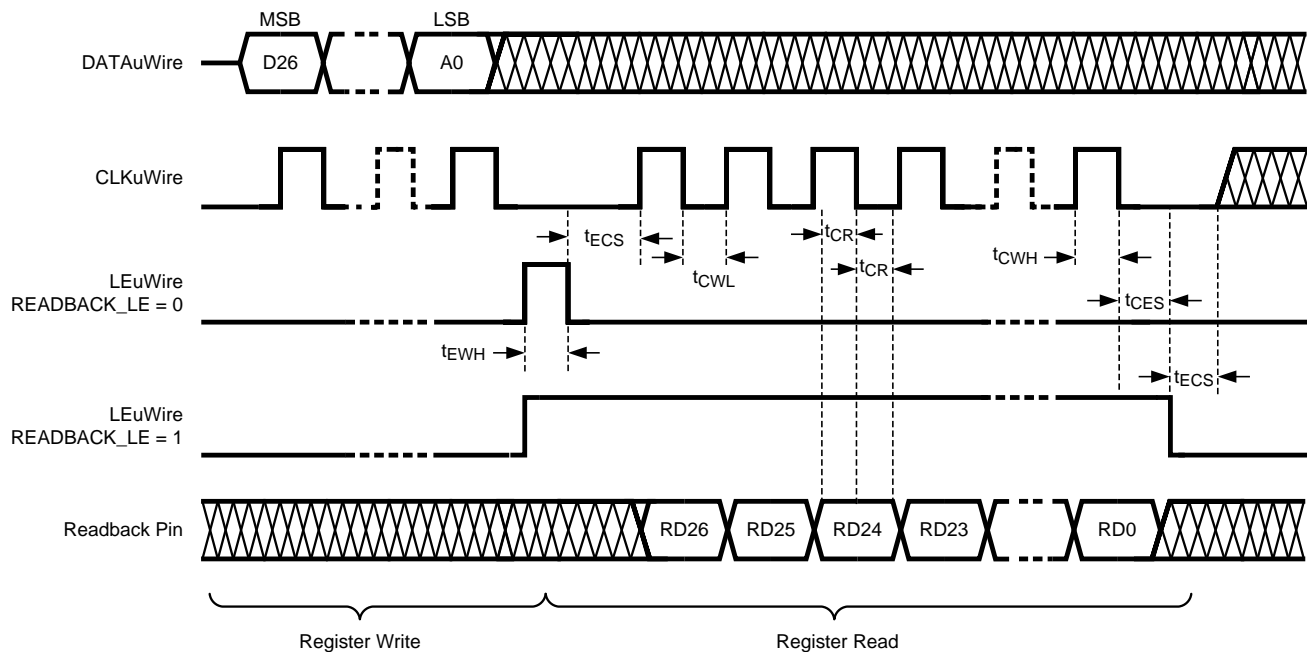 MSB
LSB
DATAuWire
D26
A0
CLKuWire
tECS
tCWL
tCR
tCR
tCWH
tCES
LEuWire
READBACK_LE = 0
tEWH
tECS
LEuWire
READBACK_LE = 1
Readback Pin
RD26
RD25
RD24
RD23
RD0
Register Write
Register Read